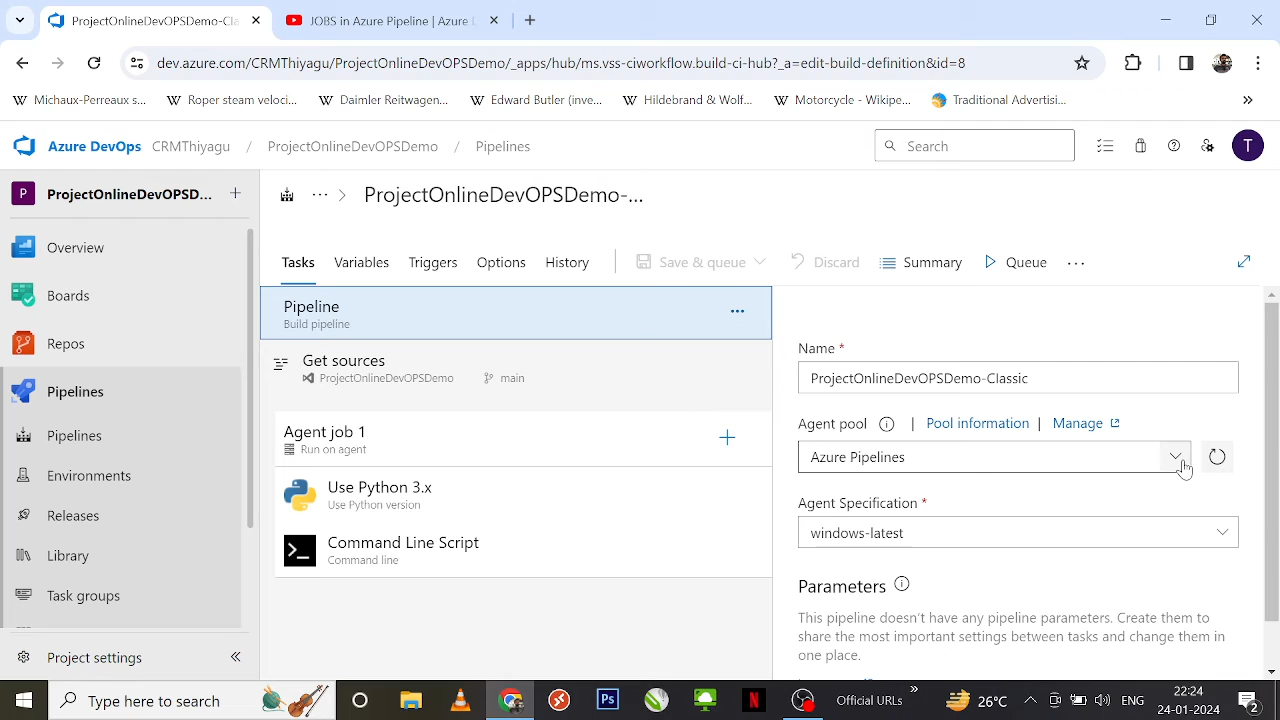 ProjectOnlineDevOPSDemo-Cla
JOBS in Azure Pipeline | Azure D
dev.azure.com/CRMThiyagu/ProjectOnlineDevOPSDemo/_apps/hub/ms.vss-ciworkflow.build-ci-hub?_a=edit-build-definition&id=8
Michaux-Perreaux s...
Roper steam veloci...
Daimler Reitwagen...
Edward Butler (inve...
Hildebrand & Wolf...
Motorcycle - Wikipe...
Traditional Advertisi...
Azure DevOps CRMThiyagu / ProjectOnlineDevOPSDemo / Pipelines
Search
T
P ProjectOnlineDevOPSD...
Overview
Boards
Repos
Pipelines
Pipelines
Environments
Releases
Library
Task groups
Project settings
ProjectOnlineDevOPSDemo-...
Tasks Variables Triggers Options History Save & queue Discard Summary Queue
Pipeline
Build pipeline
Get sources
ProjectOnlineDevOPSDemo main
Agent job 1
Run on agent
Use Python 3.x
Use Python version
Command Line Script
Command line
Name *
ProjectOnlineDevOPSDemo-Classic
Agent pool | Pool information | Manage
Azure Pipelines
Agent Specification *
windows-latest
Parameters
This pipeline doesn't have any pipeline parameters. Create them to
share the most important settings between tasks and change them in
one place.
Type here to search
Official URLs
26°C
ENG
22:24
24-01-2024
2